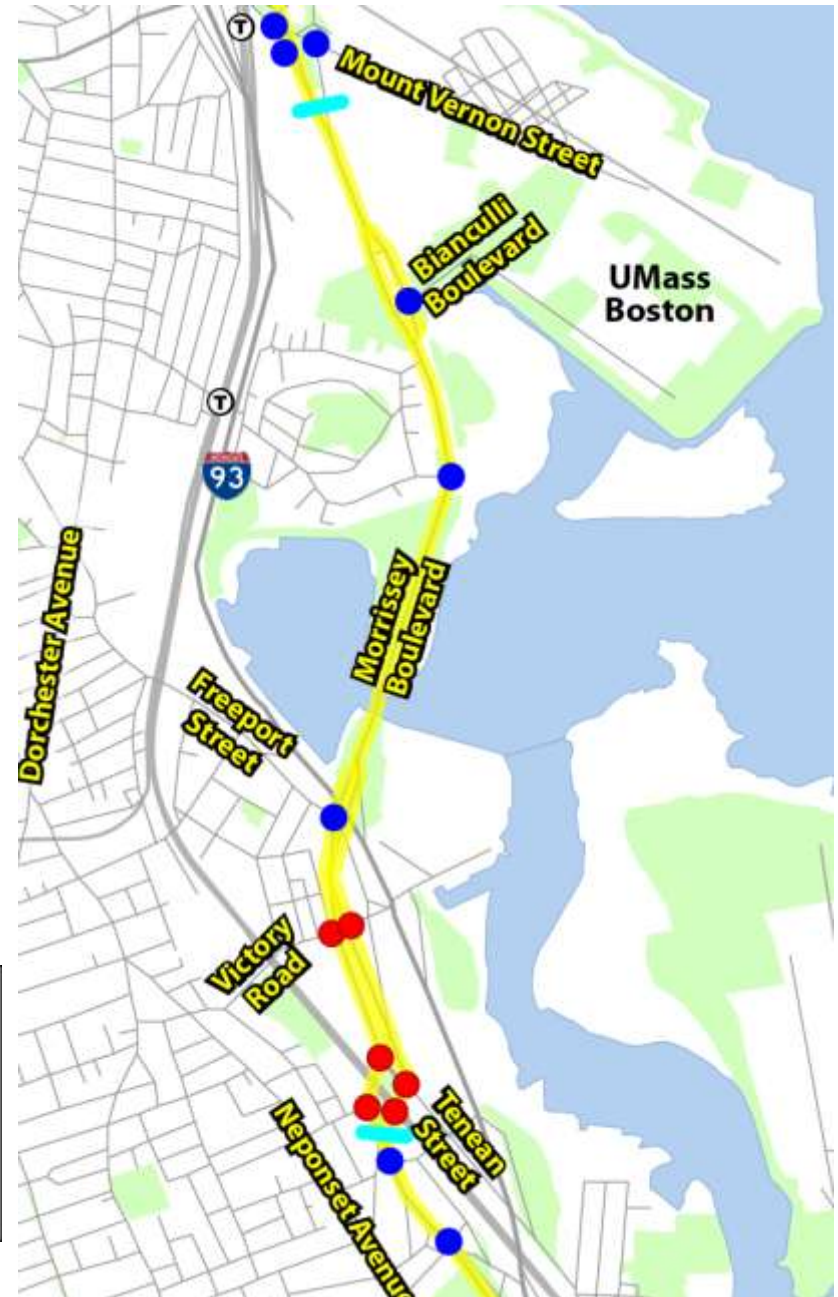 T
Mount Vernon Street
Bianculli
Boulevard
UMass
Boston
T
93
Dorchester Avenue
Morrissey
Boulevard
Freeport
Street
Victory
Road
Tenean
Street
Neponset Avenue